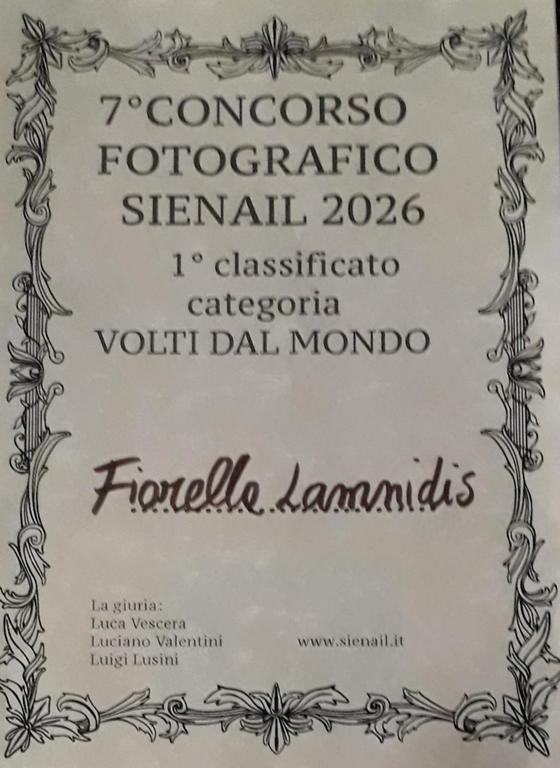 7°CONCORSO
FOTOGRAFICO
SIENAIL 2026
1° classificato
categoria
VOLTI DAL MONDO
Fiorella Lamnidis
La giuria:
Luca Vescera
Luciano Valentini
www.sienail.it
Luigi Lusini